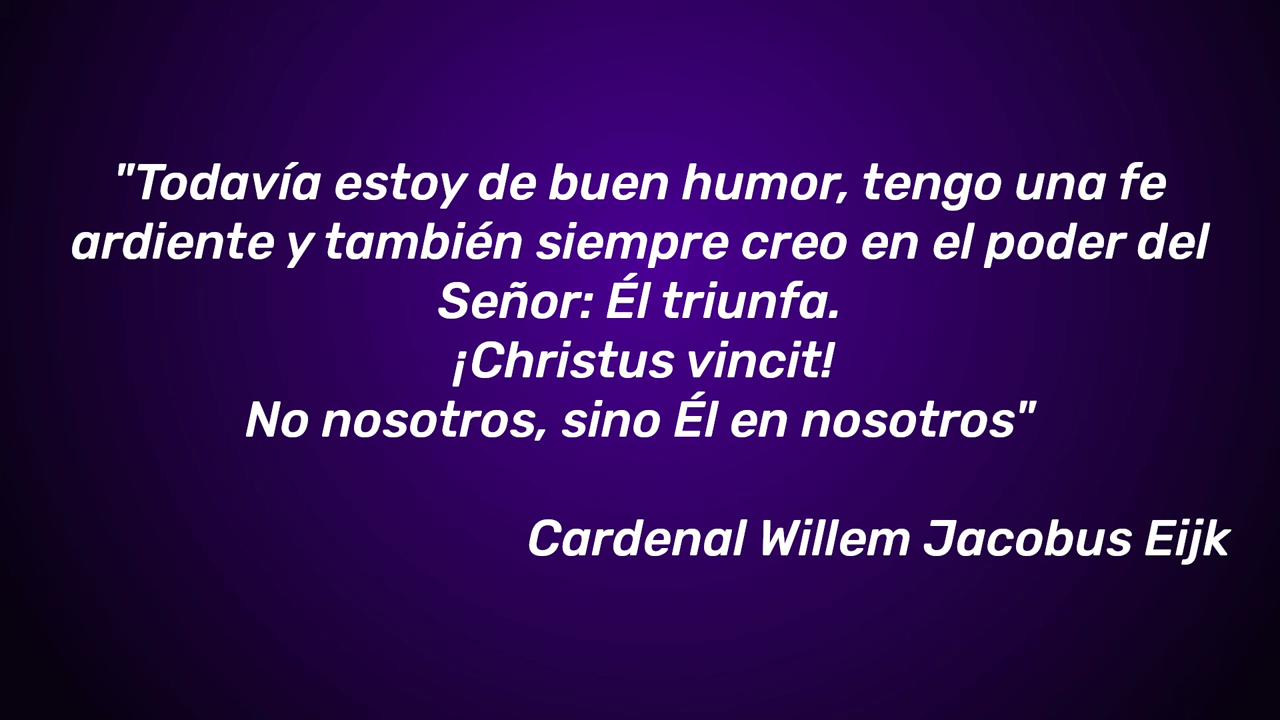 "Todavía estoy de buen humor, tengo una fe
ardiente y también siempre creo en el poder del
Señor: Él triunfa.
¡Christus vincit!
No nosotros, sino Él en nosotros"
Cardenal Willem Jacobus Eijk